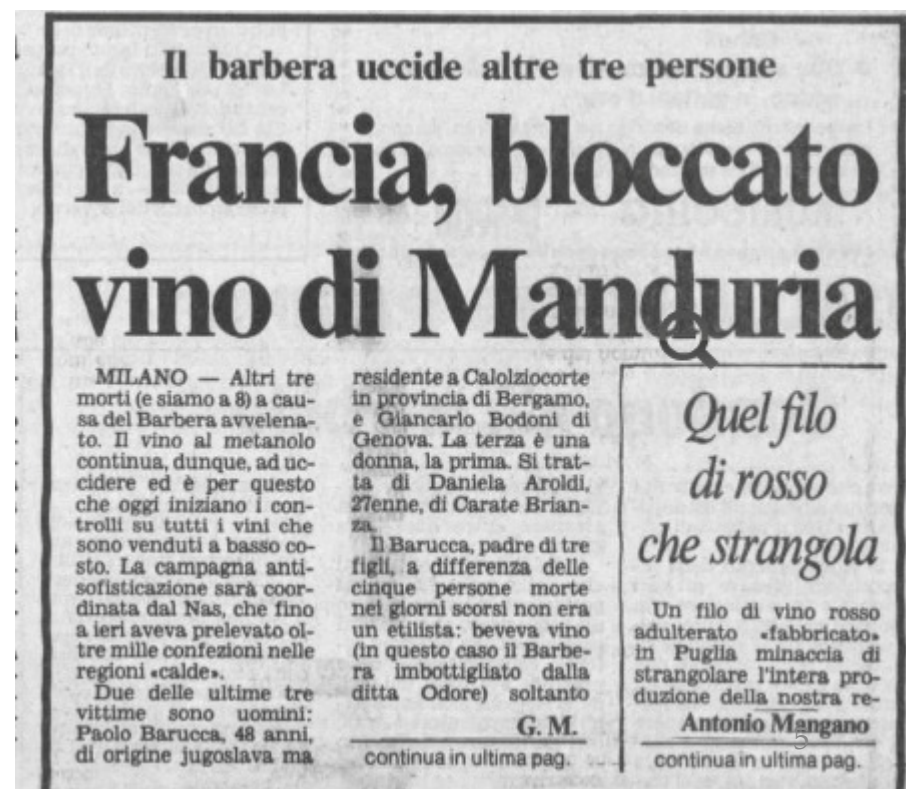 Il barbera uccide altre tre persone
Francia, bloccato
vino di Manduria
MILANO — Altri tre
morti (e siamo a 8) a cau-
sa del Barbera avvelena-
to. Il vino al metanolo
continua, dunque, ad uc-
cidere ed è per questo
che oggi iniziano i con-
trolli su tutti i vini che
sono venduti a basso co-
sto. La campagna anti-
sofisticazione sarà coor-
dinata dal Nas, che fino
a ieri aveva prelevato ol-
tre mille confezioni nelle
regioni «calde».
Due delle ultime tre
vittime sono uomini:
Paolo Barucca, 48 anni,
di origine jugoslava ma
residente a Calolziocorte
in provincia di Bergamo,
e Giancarlo Bodoni di
Genova. La terza è una
donna, la prima. Si trat-
ta di Daniela Aroldi,
27enne, di Carate Brian-
za.
Il Barucca, padre di tre
figli, a differenza delle
cinque persone morte
nei giorni scorsi non era
un etilista: beveva vino
(in questo caso il Barbe-
ra imbottigliato dalla
ditta Odore) soltanto
G. M.
continua in ultima pag.
Quel filo
di rosso
che strangola
Un filo di vino rosso
adulterato «fabbricato»
in Puglia minaccia di
strangolare l'intera pro-
duzione della nostra re-
Antonio Mangano
5
continua in ultima pag.